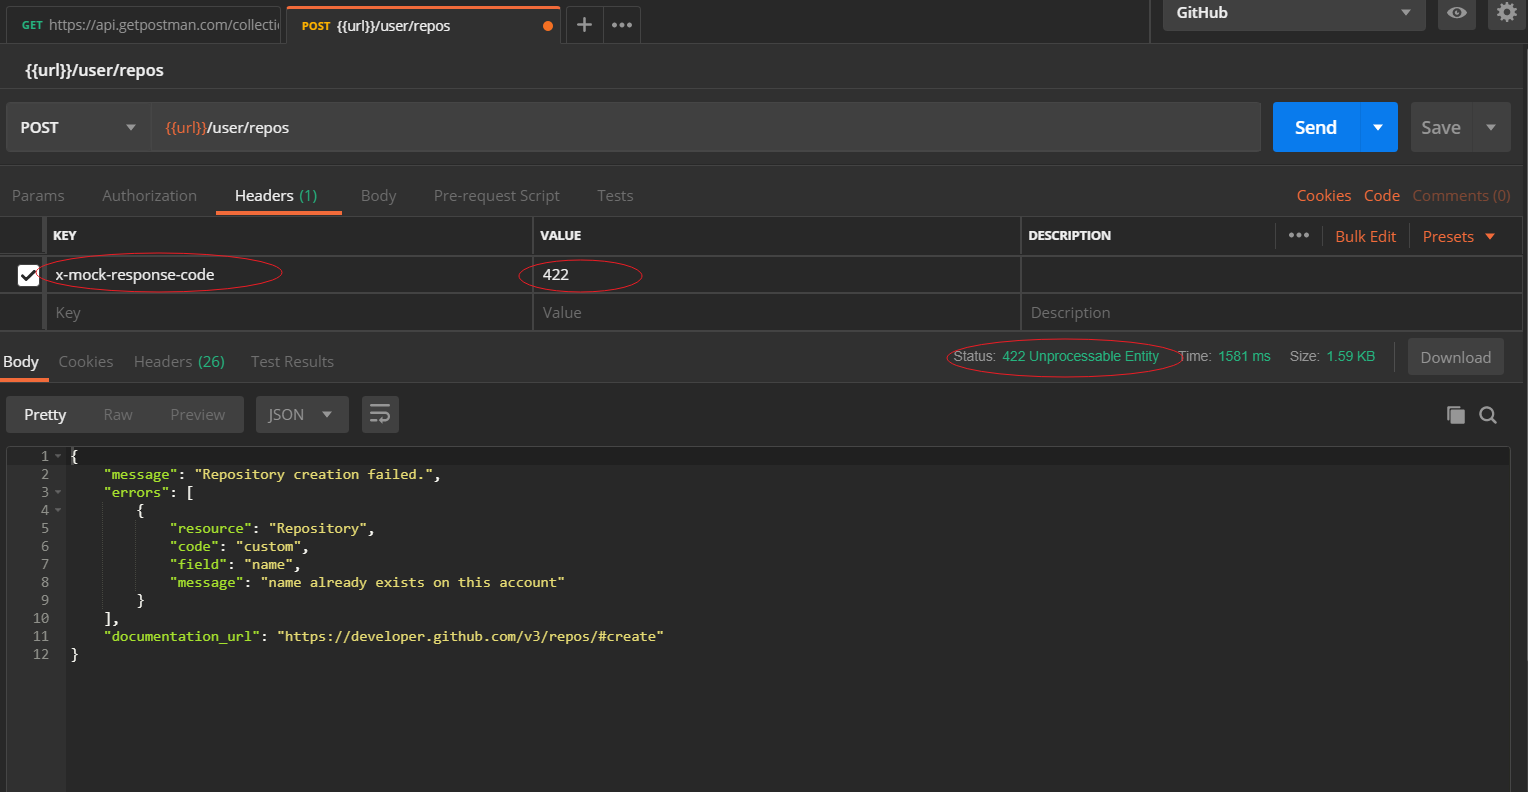 GET https://api.getpostman.com/collecti
POST {{url}}/user/repos
GitHub
{{url}}/user/repos
POST {{url}}/user/repos Send Save
Params Authorization Headers (1) Body Pre-request Script Tests Cookies Code Comments (0)
KEY VALUE DESCRIPTION ••• Bulk Edit Presets
x-mock-response-code 422
Key Value Description
Body Cookies Headers (26) Test Results Status: 422 Unprocessable Entity Time: 1581 ms Size: 1.59 KB Download
Pretty Raw Preview JSON
1 {
2 "message": "Repository creation failed.",
3 "errors": [
4 {
5 "resource": "Repository",
6 "code": "custom",
7 "field": "name",
8 "message": "name already exists on this account"
9 }
10 ],
11 "documentation_url": "https://developer.github.com/v3/repos/#create"
12 }